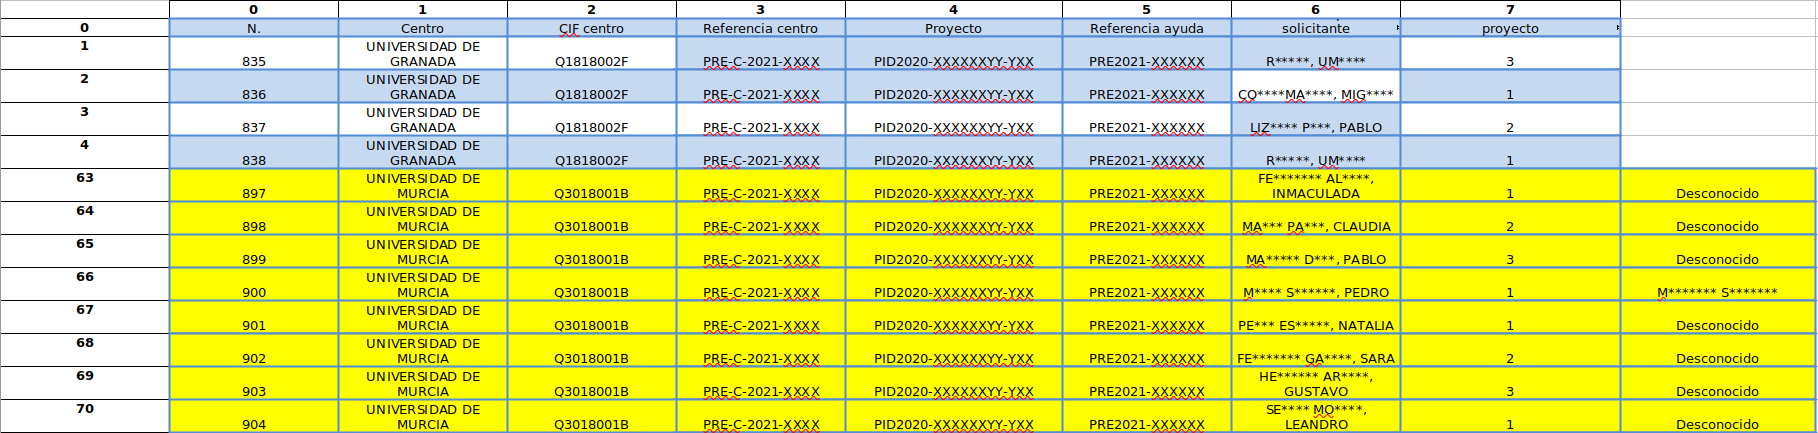 0 1 2 3 4 5 6 7
0 N. Centro CIF centro Referencia centro Proyecto Referencia ayuda solicitante proyecto
1 835 UNIVERSIDAD DE GRANADA Q1818002F PRE-C-2021-XXXX PID2020-XXXXXXYY-YXX PRE2021-XXXXXX R*****, UM**** 3
2 836 UNIVERSIDAD DE GRANADA Q1818002F PRE-C-2021-XXXX PID2020-XXXXXXYY-YXX PRE2021-XXXXXX CO****MA****, MIG**** 1
3 837 UNIVERSIDAD DE GRANADA Q1818002F PRE-C-2021-XXXX PID2020-XXXXXXYY-YXX PRE2021-XXXXXX LIZ**** P***, PABLO 2
4 838 UNIVERSIDAD DE GRANADA Q1818002F PRE-C-2021-XXXX PID2020-XXXXXXYY-YXX PRE2021-XXXXXX R*****, UM**** 1
63 897 UNIVERSIDAD DE MURCIA Q3018001B PRE-C-2021-XXXX PID2020-XXXXXXYY-YXX PRE2021-XXXXXX FE******* AL****, INMACULADA 1 Desconocido
64 898 UNIVERSIDAD DE MURCIA Q3018001B PRE-C-2021-XXXX PID2020-XXXXXXYY-YXX PRE2021-XXXXXX MA*** PA***, CLAUDIA 2 Desconocido
65 899 UNIVERSIDAD DE MURCIA Q3018001B PRE-C-2021-XXXX PID2020-XXXXXXYY-YXX PRE2021-XXXXXX MA***** D***, PABLO 3 Desconocido
66 900 UNIVERSIDAD DE MURCIA Q3018001B PRE-C-2021-XXXX PID2020-XXXXXXYY-YXX PRE2021-XXXXXX M**** S******, PEDRO 1 M******* S*******
67 901 UNIVERSIDAD DE MURCIA Q3018001B PRE-C-2021-XXXX PID2020-XXXXXXYY-YXX PRE2021-XXXXXX PE*** ES*****, NATALIA 1 Desconocido
68 902 UNIVERSIDAD DE MURCIA Q3018001B PRE-C-2021-XXXX PID2020-XXXXXXYY-YXX PRE2021-XXXXXX FE******* GA****, SARA 2 Desconocido
69 903 UNIVERSIDAD DE MURCIA Q3018001B PRE-C-2021-XXXX PID2020-XXXXXXYY-YXX PRE2021-XXXXXX HE****** AR****, GUSTAVO 3 Desconocido
70 904 UNIVERSIDAD DE MURCIA Q3018001B PRE-C-2021-XXXX PID2020-XXXXXXYY-YXX PRE2021-XXXXXX SE**** MO****, LEANDRO 1 Desconocido